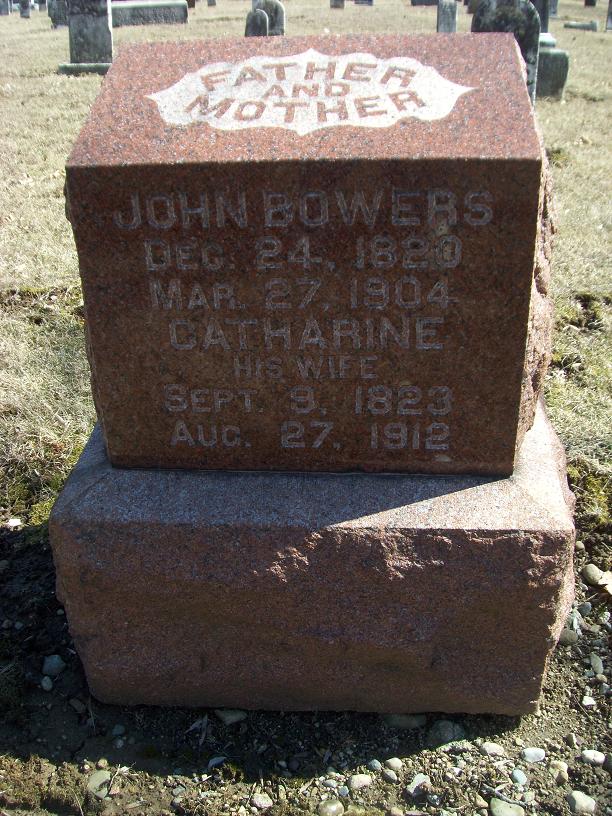 FATHER
AND
MOTHER
JOHN BOWERS
DEC. 24, 1820
MAR. 27, 1904
CATHARINE
HIS WIFE
SEPT. 9, 1823
AUG. 27, 1912